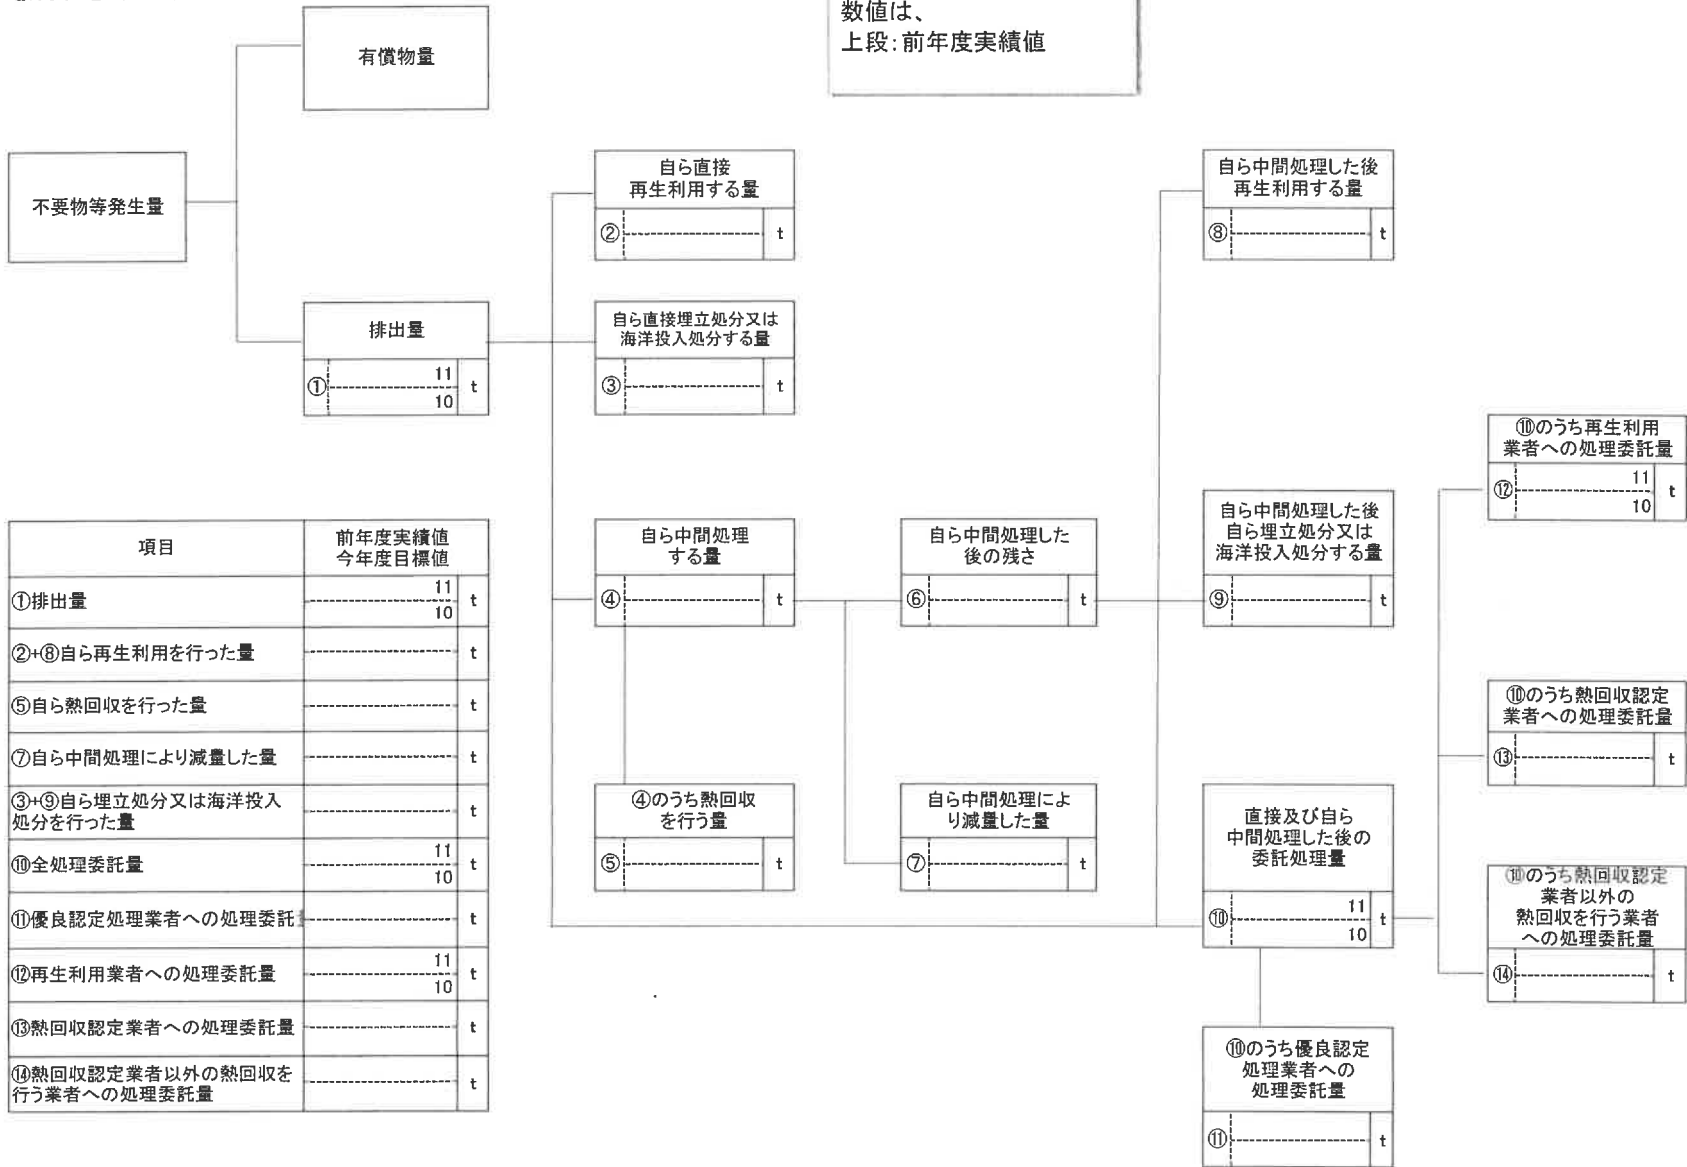 数値は、
上段:前年度実績値
有償物量
不要物等発生量
排出量
① 11 t
10
自ら直接
再生利用する量
② t
自ら直接埋立処分又は
海洋投入処分する量
③ t
自ら中間処理
する量
④ t
④のうち熱回収
を行う量
⑤ t
自ら中間処理した
後の残さ
⑥ t
自ら中間処理によ
り減量した量
⑦ t
自ら中間処理した後
再生利用する量
⑧ t
自ら中間処理した後
自ら埋立処分又は
海洋投入処分する量
⑨ t
直接及び自ら
中間処理した後の
委託処理量
⑩ 11 t
10
⑩のうち優良認定
処理業者への
処理委託量
⑪ t
⑩のうち再生利用
業者への処理委託量
⑫ 11 t
10
⑩のうち熱回収認定
業者への処理委託量
⑬ t
⑩のうち熱回収認定
業者以外の
熱回収を行う業者
への処理委託量
⑭ t
項目 前年度実績値
今年度目標値
①排出量 11 t
10
②+⑧自ら再生利用を行った量 t
⑤自ら熱回収を行った量 t
⑦自ら中間処理により減量した量 t
③+⑨自ら埋立処分又は海洋投入
処分を行った量 t
⑩全処理委託量 11 t
10
⑪優良認定処理業者への処理委託 t
⑫再生利用業者への処理委託量 11 t
10
⑬熱回収認定業者への処理委託量 t
⑭熱回収認定業者以外の熱回収を
行う業者への処理委託量 t